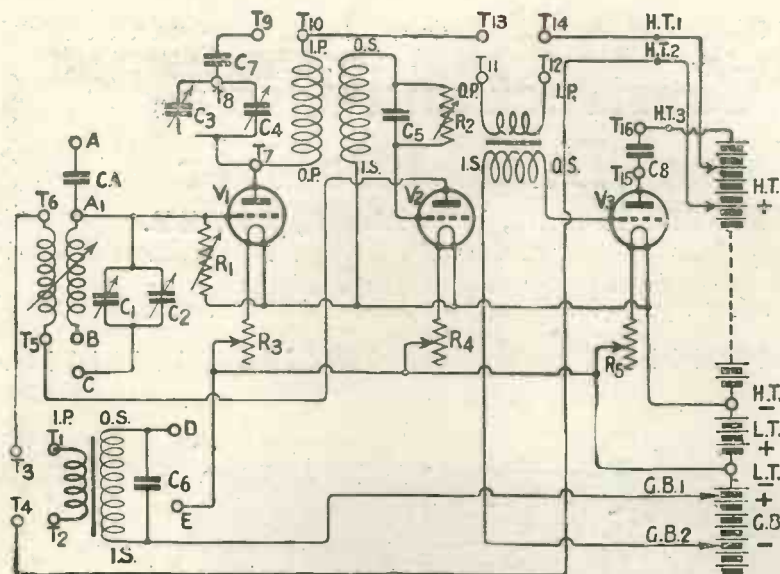 T9 T10 T13 T14 H.T.1
I.P. O.S. H.T.2
C7 T11 T12
T8 O.P. I.P.
C3 C4 C5 R2 T16 H.T.3
A T7 I.S. O.S. C8
CA O.P. I.S. T15 H.T.
T6 A1 V1 V2 V3 +
R1
C1 C2
T5 B R3 R4 R5
C H.T.
I.P. O.S. −
T1 D L.T.
T3 +
C6 L.T.
T4 E −
G.B.1 +
T2 G.B.
I.S. G.B.2 −